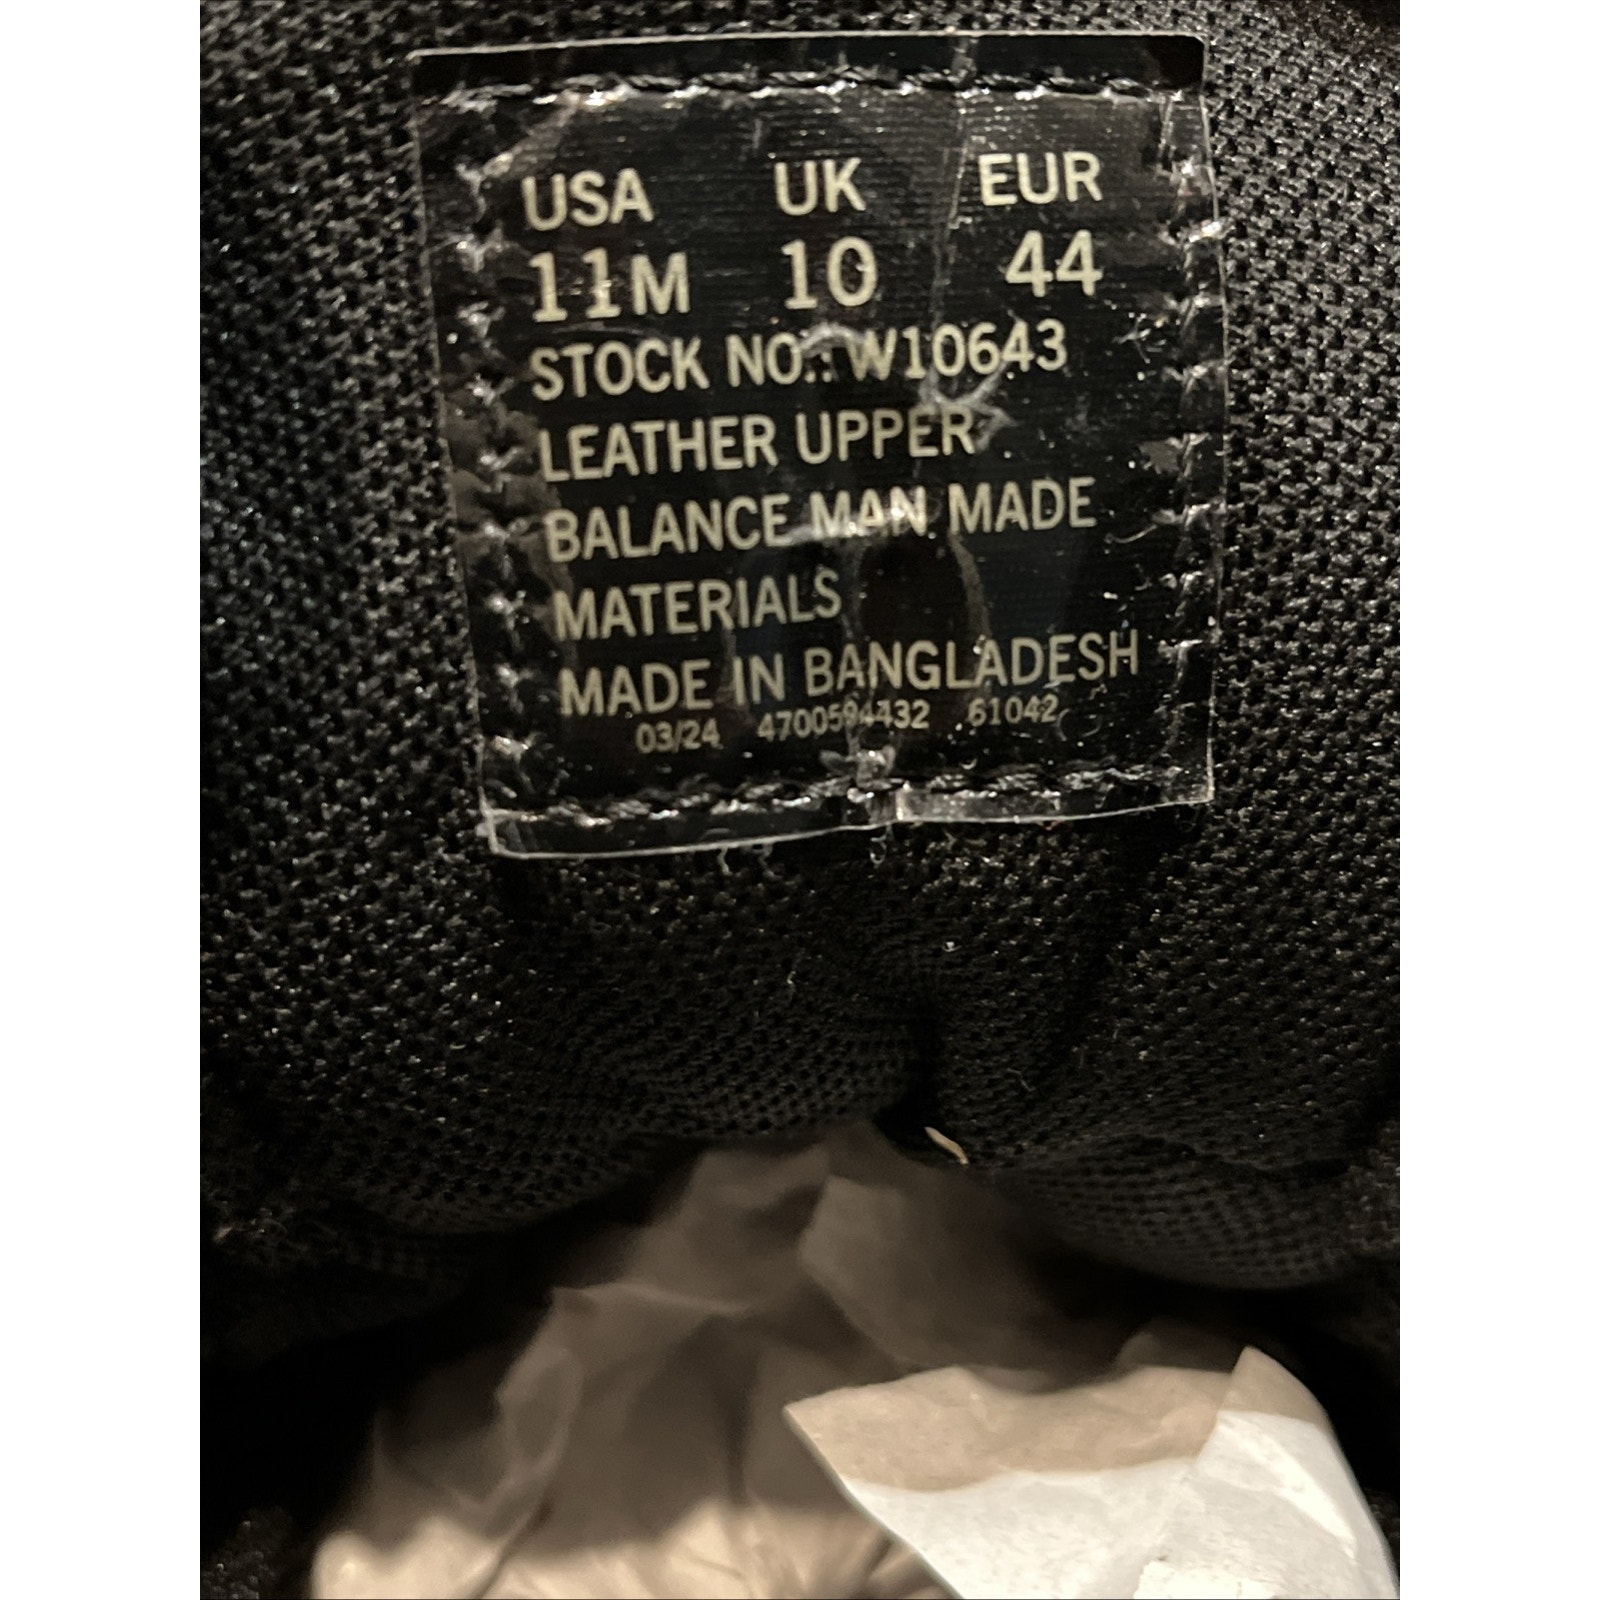 USA UK EUR
11M 10 44
STOCK NO.: W10643
LEATHER UPPER
BALANCE MAN MADE
MATERIALS
MADE IN BANGLADESH
03/24 4700594432 61042